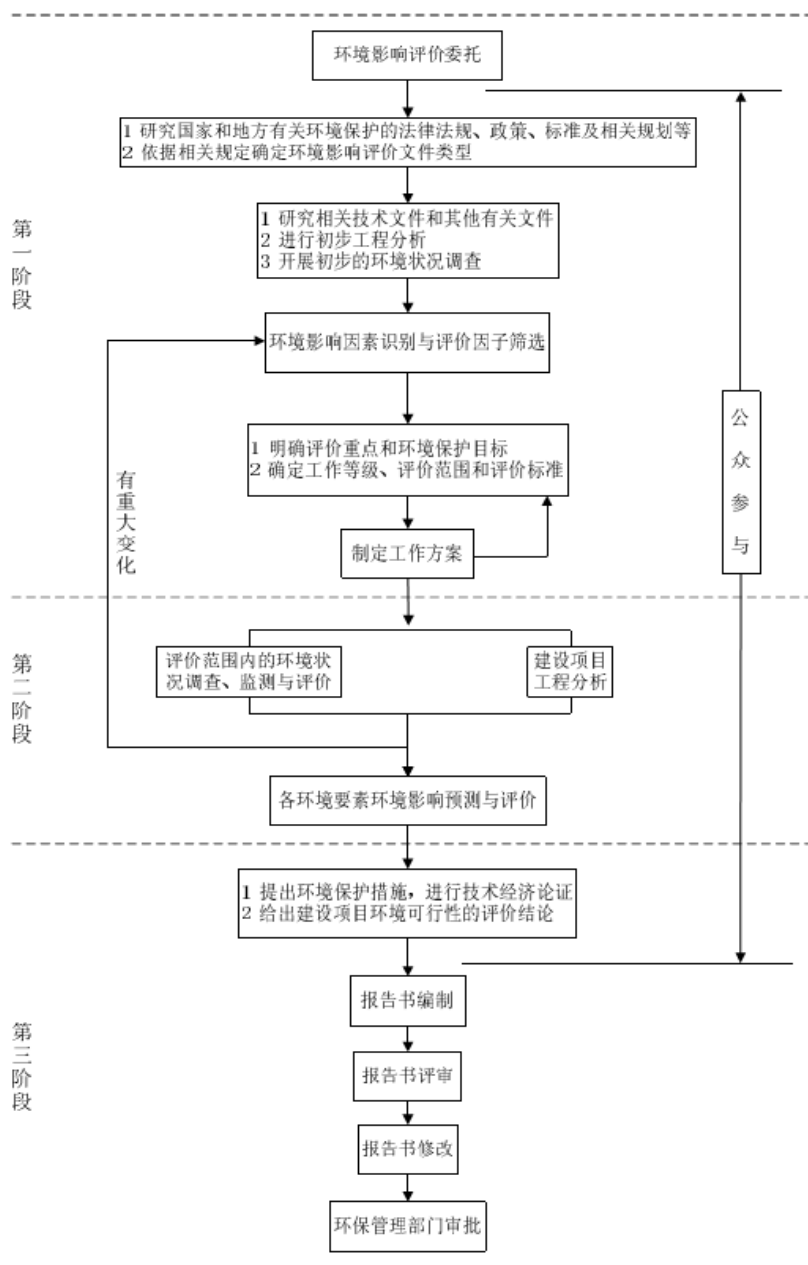 环境影响评价委托
1 研究国家和地方有关环境保护的法律法规、政策、标准及相关规划等
2 依据相关规定确定环境影响评价文件类型
第一阶段
1 研究相关技术文件和其他有关文件
2 进行初步工程分析
3 开展初步的环境状况调查
环境影响因素识别与评价因子筛选
公众参与
1 明确评价重点和环境保护目标
2 确定工作等级、评价范围和评价标准
有重大变化
制定工作方案
第二阶段
评价范围内的环境状
况调查、监测与评价
建设项目
工程分析
各环境要素环境影响预测与评价
1 提出环境保护措施，进行技术经济论证
2 给出建设项目环境可行性的评价结论
第三阶段
报告书编制
报告书评审
报告书修改
环保管理部门审批